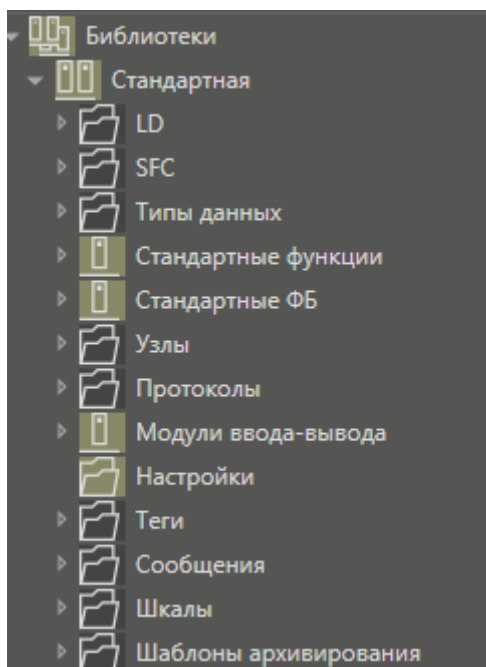 Библиотеки
Стандартная
LD
SFC
Типы данных
Стандартные функции
Стандартные ФБ
Узлы
Протоколы
Модули ввода-вывода
Настройки
Теги
Сообщения
Шкалы
Шаблоны архивирования